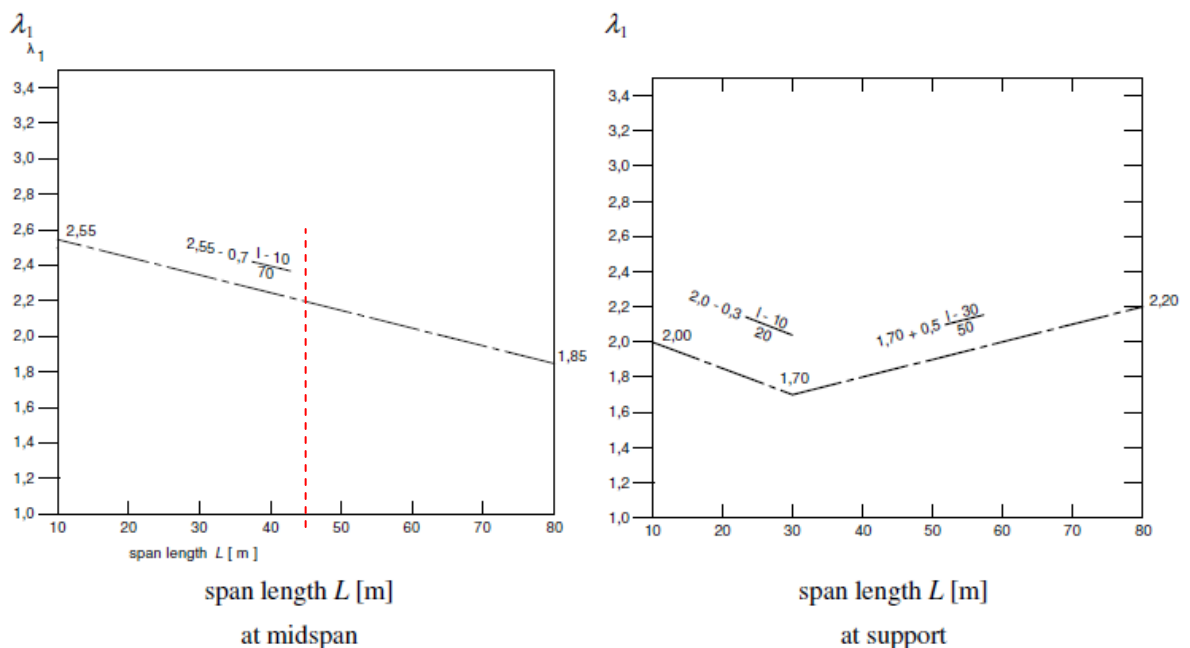 λ1
λ1
3,4
3,2
3,0
2,8
2,6
2,4
2,2
2,0
1,8
1,6
1,4
1,2
1,0
2,55
2,55 - 0,7 l - 10
70
1,85
10 20 30 40 50 60 70 80
span length L [ m ]
span length L [m]
at midspan
λ1
3,4
3,2
3,0
2,8
2,6
2,4
2,2
2,0
1,8
1,6
1,4
1,2
1,0
2,00
2,0 - 0,3 l - 10
20
1,70
1,70 + 0,5 l - 30
50
2,20
10 20 30 40 50 60 70 80
span length L [m]
at support